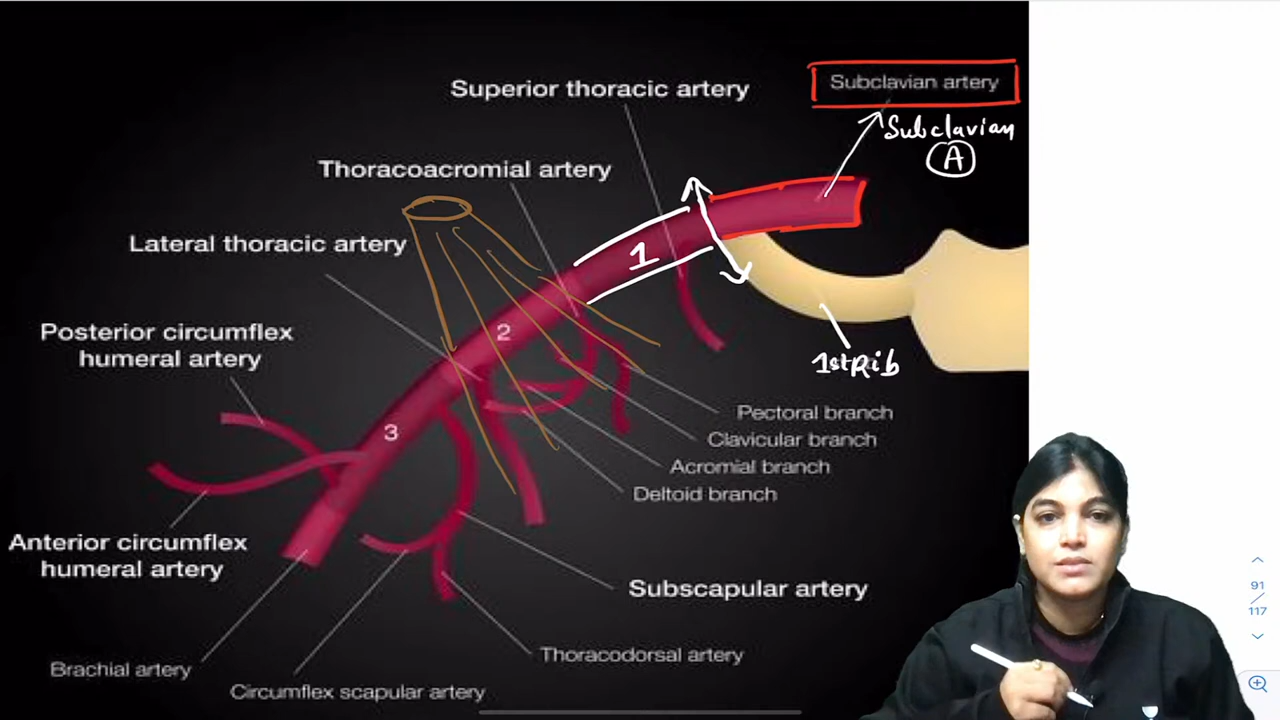 Superior thoracic artery
Subclavian artery
Subclavian
A
Thoracoacromial artery
Lateral thoracic artery
1
2
Posterior circumflex
humeral artery
1st Rib
3
Pectoral branch
Clavicular branch
Acromial branch
Deltoid branch
Anterior circumflex
humeral artery
Subscapular artery
Thoracodorsal artery
Brachial artery
Circumflex scapular artery
91
117